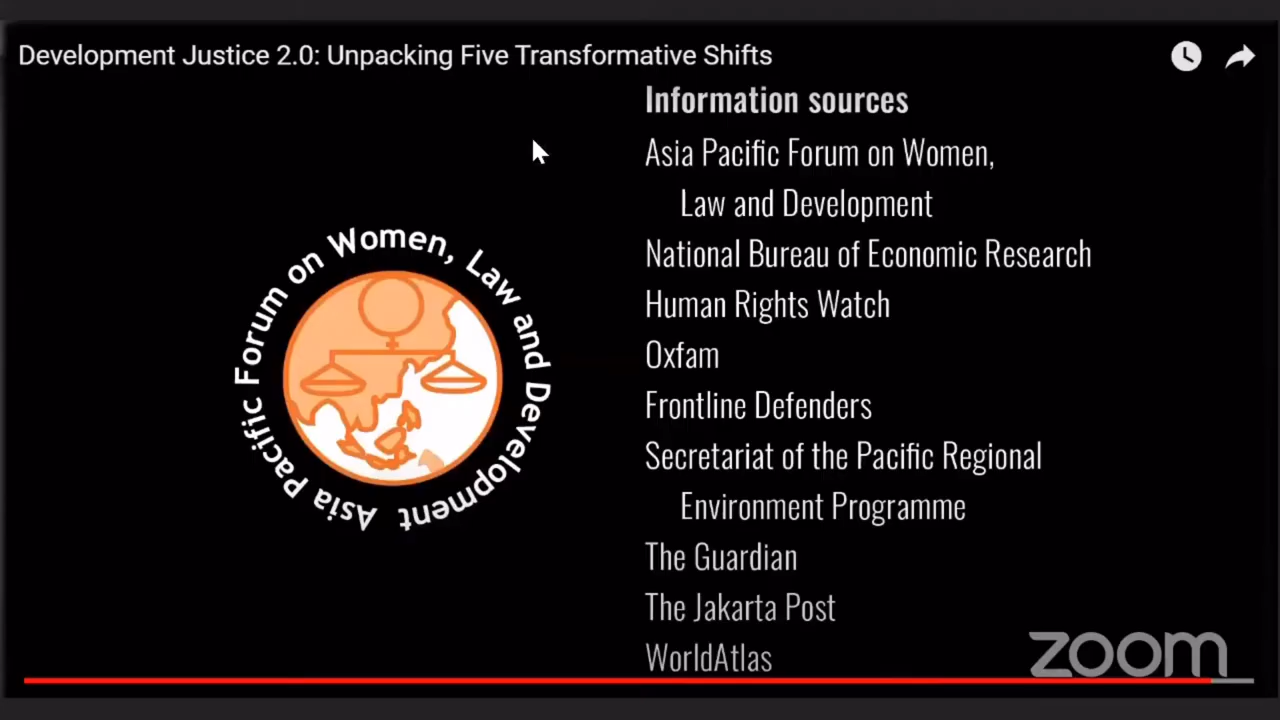 Development Justice 2.0: Unpacking Five Transformative Shifts
Information sources
Asia Pacific Forum on Women,
Law and Development
National Bureau of Economic Research
Human Rights Watch
Oxfam
Frontline Defenders
Secretariat of the Pacific Regional
Environment Programme
The Guardian
The Jakarta Post
WorldAtlas
Asia Pacific Forum on Women, Law and Development
zoom